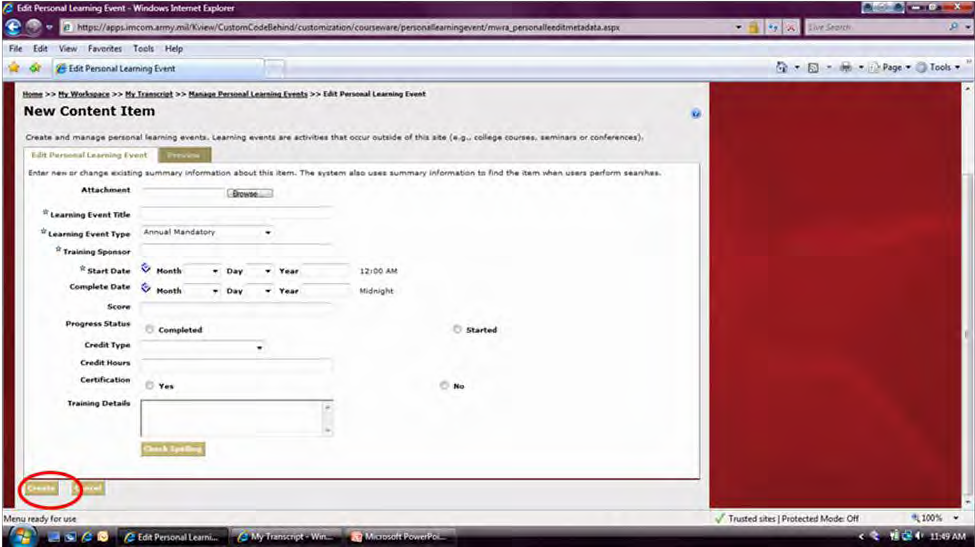 Edit Personal Learning Event - Windows Internet Explorer
https://apps.imcom.army.mil/Kview/CustomCodeBehind/customization/courseware/personallearningevent/mwra_personalleeditmetadata.aspx
Live Search
File Edit View Favorites Tools Help
Edit Personal Learning Event
Page Tools
Home >> My Workspace >> My Transcript >> Manage Personal Learning Events >> Edit Personal Learning Event
New Content Item
Create and manage personal learning events. Learning events are activities that occur outside of this site (e.g., college courses, seminars or conferences).
Edit Personal Learning Event Preview
Enter new or change existing summary information about this item. The system also uses summary information to find the item when users perform searches.
Attachment Browse...
* Learning Event Title
* Learning Event Type Annual Mandatory
* Training Sponsor
* Start Date Month Day Year 12:00 AM
Complete Date Month Day Year Midnight
Score
Progress Status Completed Started
Credit Type
Credit Hours
Certification Yes No
Training Details
Check Spelling
Create Cancel
Menu ready for use
Trusted sites | Protected Mode: Off 100%
Edit Personal Learni... My Transcript - Win... Microsoft PowerPoi... 11:49 AM